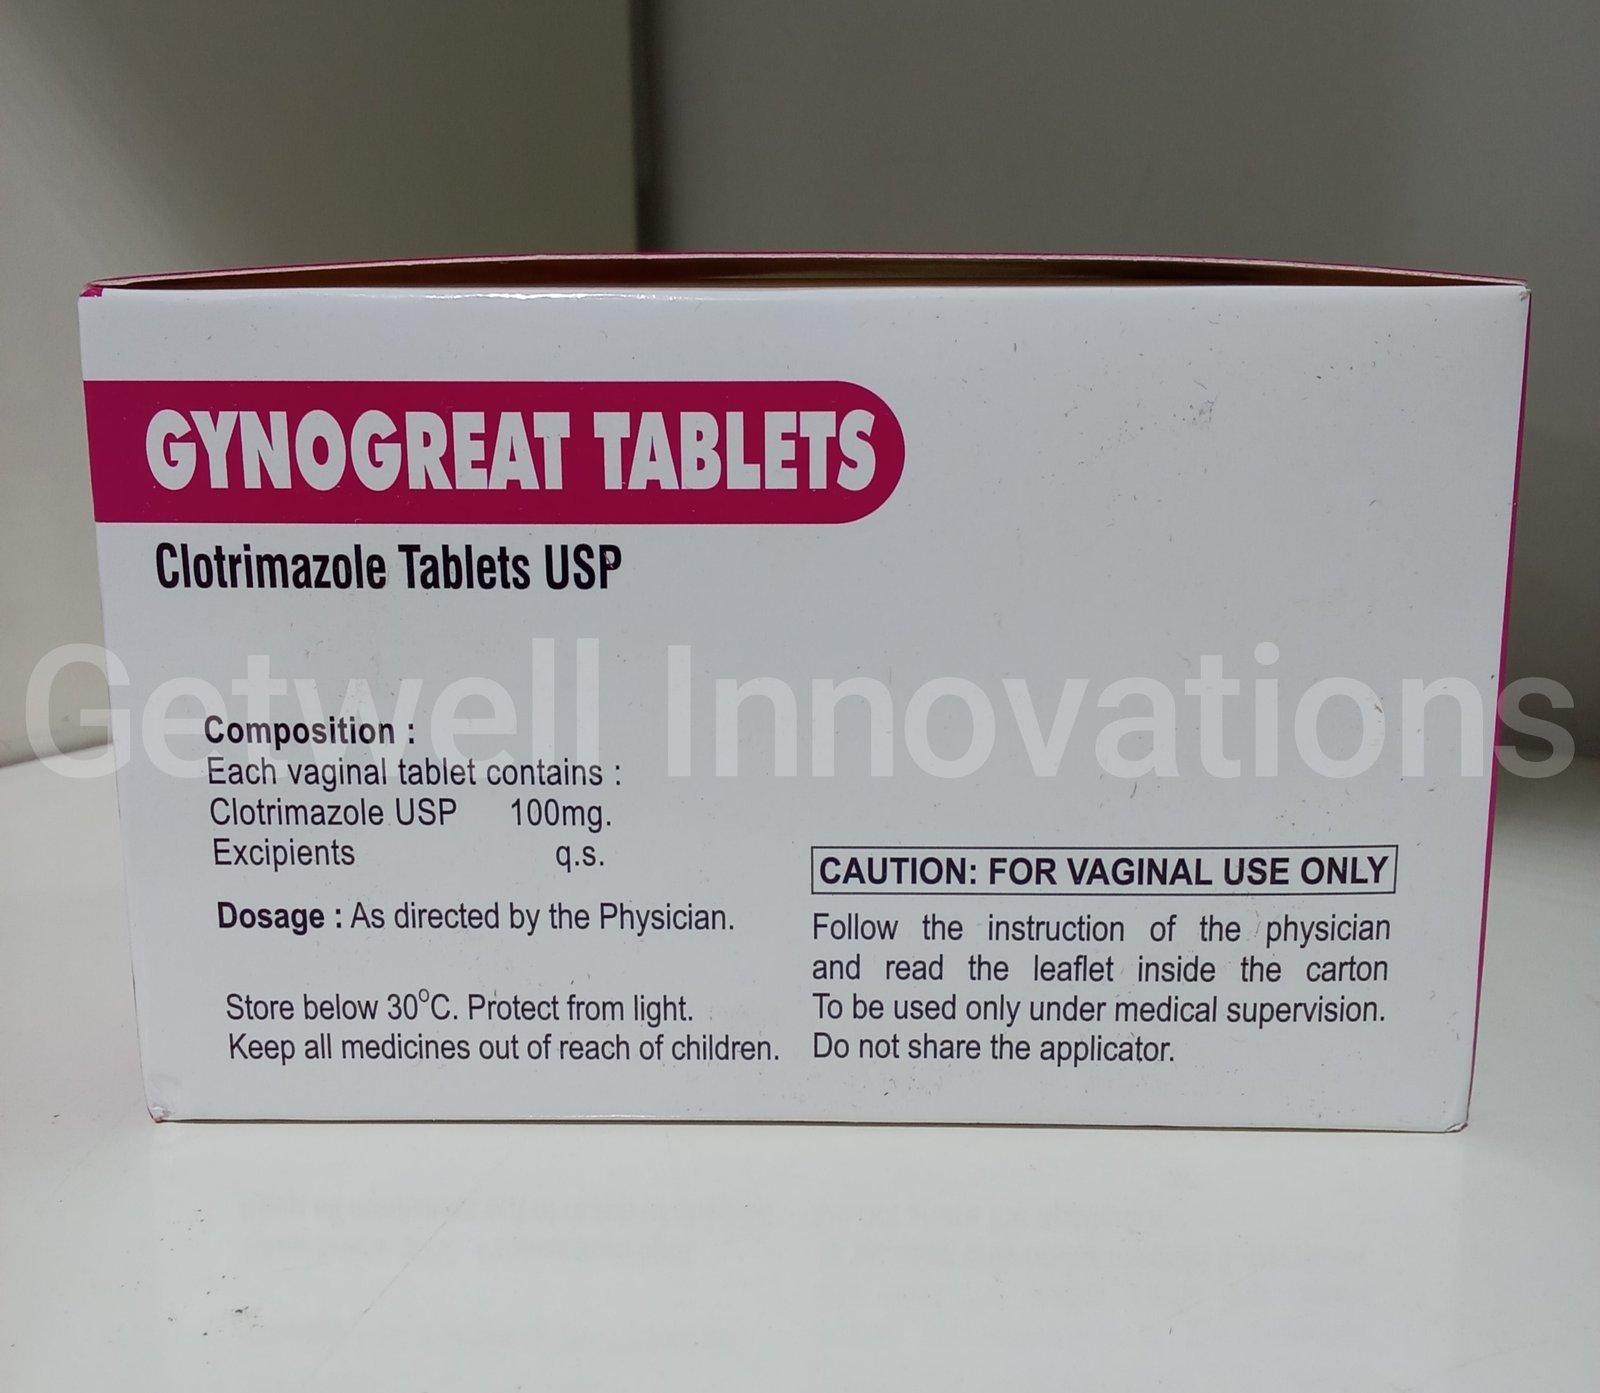 GYNOGREAT TABLETS
Clotrimazole Tablets USP
Getwell Innovations
Composition :
Each vaginal tablet contains :
Clotrimazole USP 100mg.
Excipients q.s.
Dosage : As directed by the Physician.
Store below 30°C. Protect from light.
Keep all medicines out of reach of children.
CAUTION: FOR VAGINAL USE ONLY
Follow the instruction of the physician
and read the leaflet inside the carton
To be used only under medical supervision.
Do not share the applicator.